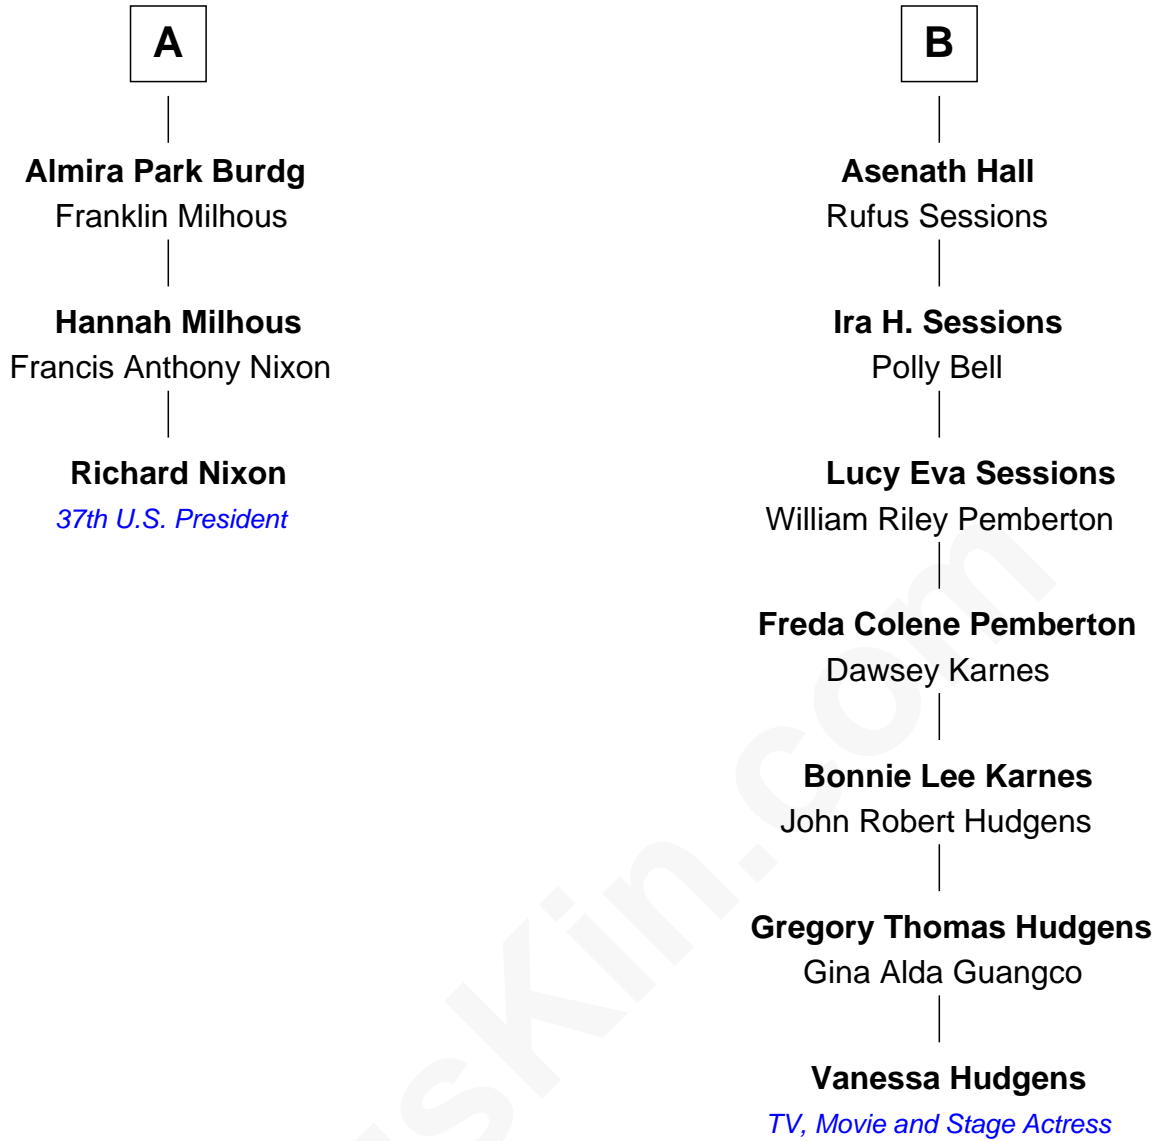 A
Almira Park Burdg
Franklin Milhous
Hannah Milhous
Francis Anthony Nixon
Richard Nixon
37th U.S. President
B
Asenath Hall
Rufus Sessions
Ira H. Sessions
Polly Bell
Lucy Eva Sessions
William Riley Pemberton
Freda Colene Pemberton
Dawsey Karnes
Bonnie Lee Karnes
John Robert Hudgens
Gregory Thomas Hudgens
Gina Alda Guangco
Vanessa Hudgens
TV, Movie and Stage Actress
sKin.com